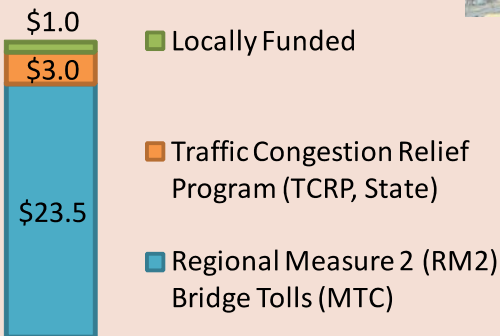 $1.0
Locally Funded
$3.0
Traffic Congestion Relief
Program (TCRP, State)
$23.5
Regional Measure 2 (RM2)
Bridge Tolls (MTC)